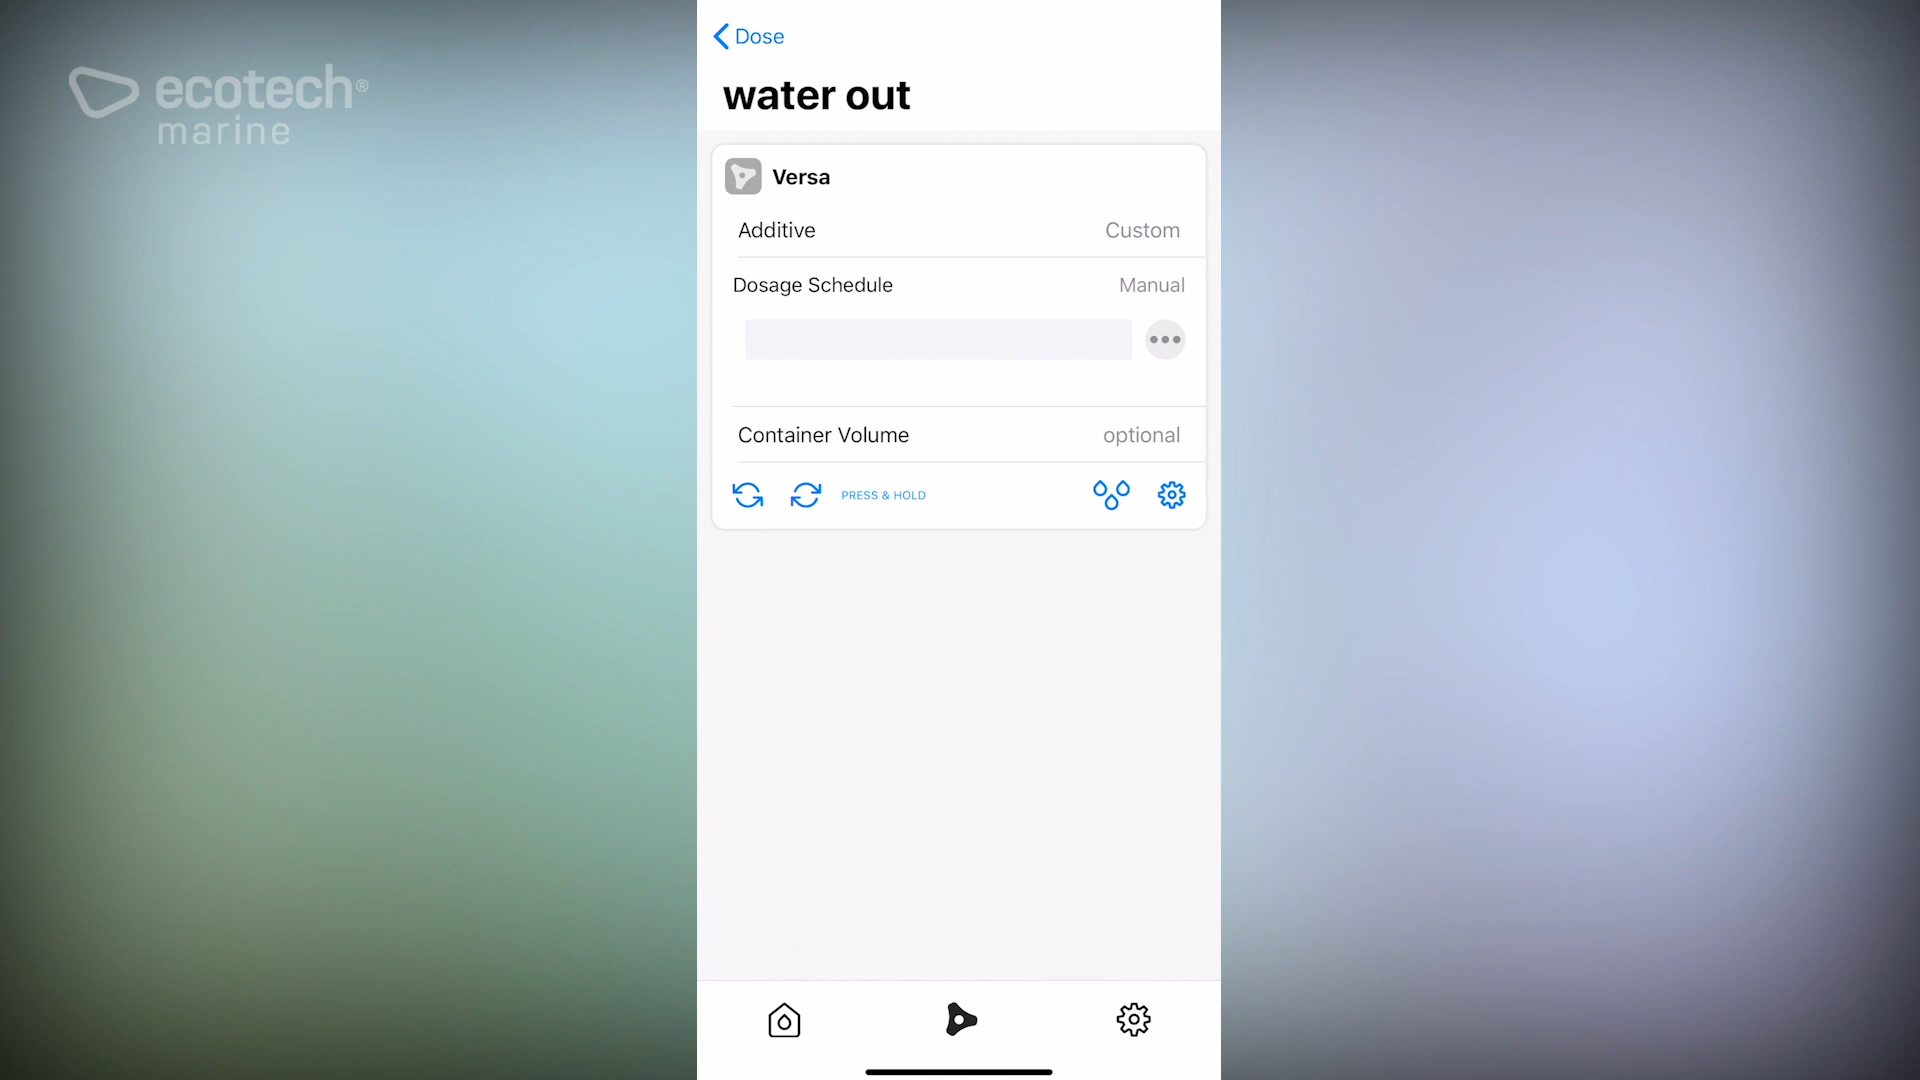 ecotech®
marine
Dose
water out
Versa
Additive Custom
Dosage Schedule Manual
Container Volume optional
PRESS & HOLD